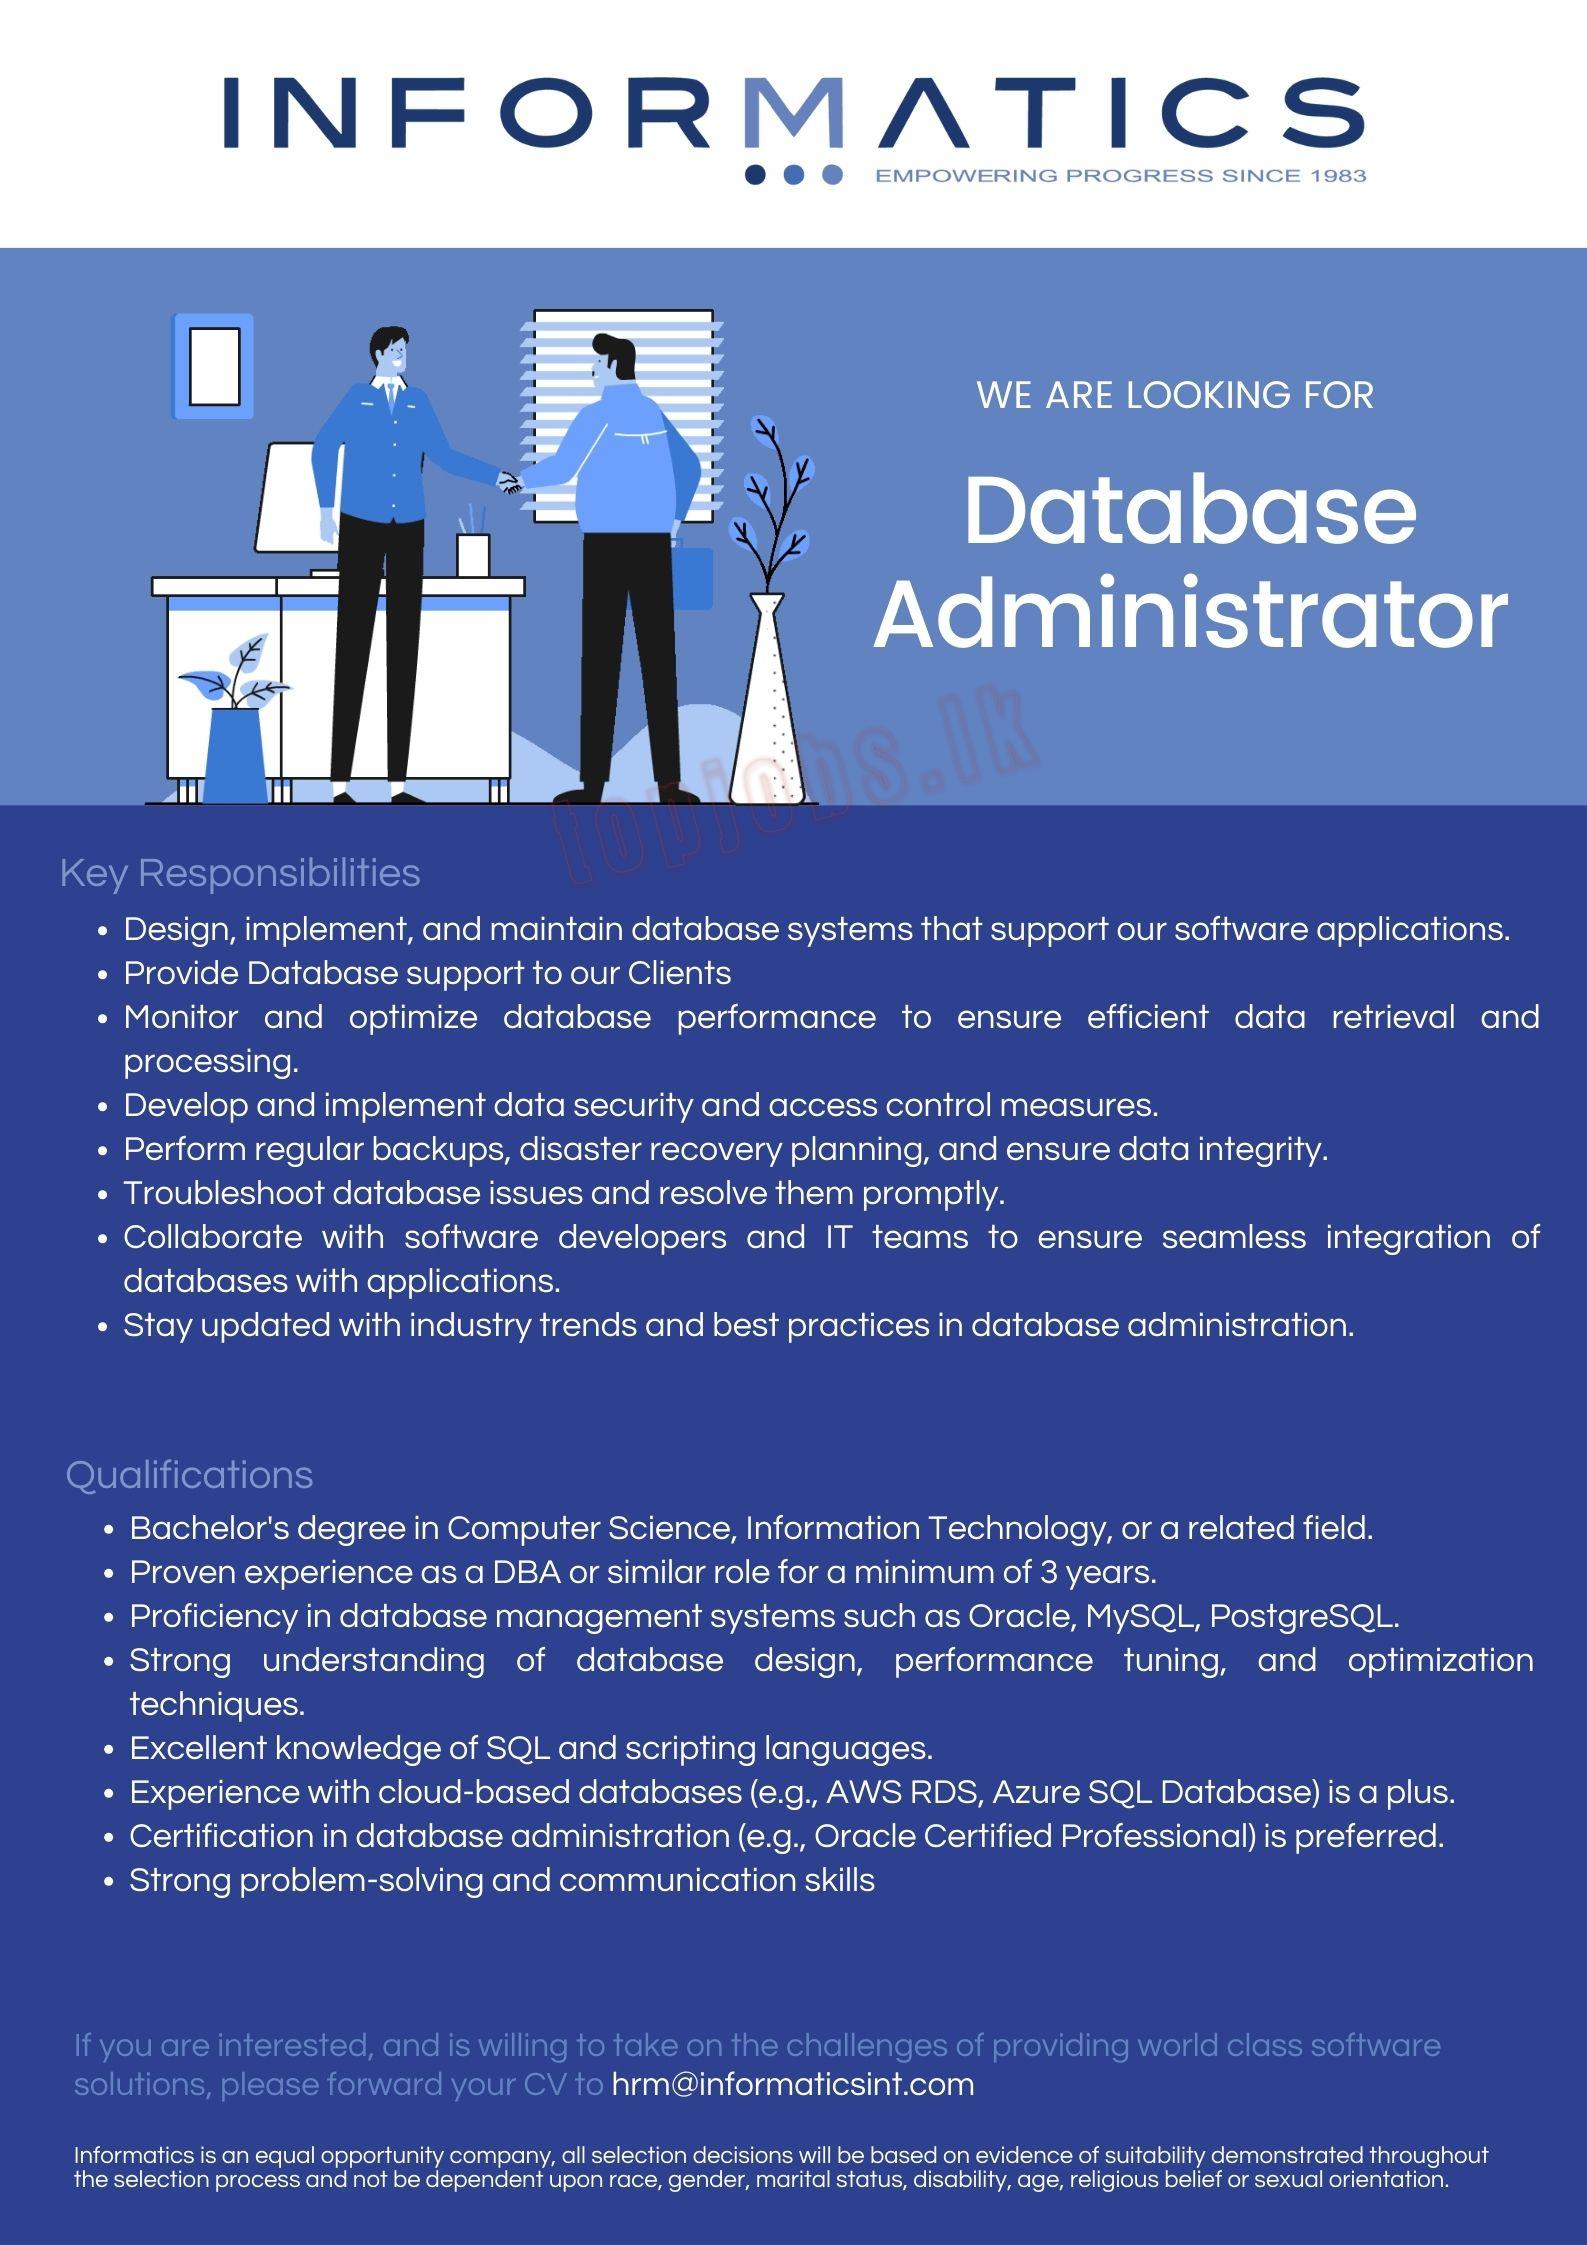 INFORMATICS
EMPOWERING PROGRESS SINCE 1983
WE ARE LOOKING FOR
Database
Administrator
topjobs.lk
Key Responsibilities
• Design, implement, and maintain database systems that support our software applications.
• Provide Database support to our Clients
• Monitor and optimize database performance to ensure efficient data retrieval and
processing.
• Develop and implement data security and access control measures.
• Perform regular backups, disaster recovery planning, and ensure data integrity.
• Troubleshoot database issues and resolve them promptly.
• Collaborate with software developers and IT teams to ensure seamless integration of
databases with applications.
• Stay updated with industry trends and best practices in database administration.
Qualifications
• Bachelor's degree in Computer Science, Information Technology, or a related field.
• Proven experience as a DBA or similar role for a minimum of 3 years.
• Proficiency in database management systems such as Oracle, MySQL, PostgreSQL.
• Strong understanding of database design, performance tuning, and optimization
techniques.
• Excellent knowledge of SQL and scripting languages.
• Experience with cloud-based databases (e.g., AWS RDS, Azure SQL Database) is a plus.
• Certification in database administration (e.g., Oracle Certified Professional) is preferred.
• Strong problem-solving and communication skills
If you are interested, and is willing to take on the challenges of providing world class software
solutions, please forward your CV to hrm@informaticsint.com
Informatics is an equal opportunity company, all selection decisions will be based on evidence of suitability demonstrated throughout
the selection process and not be dependent upon race, gender, marital status, disability, age, religious belief or sexual orientation.